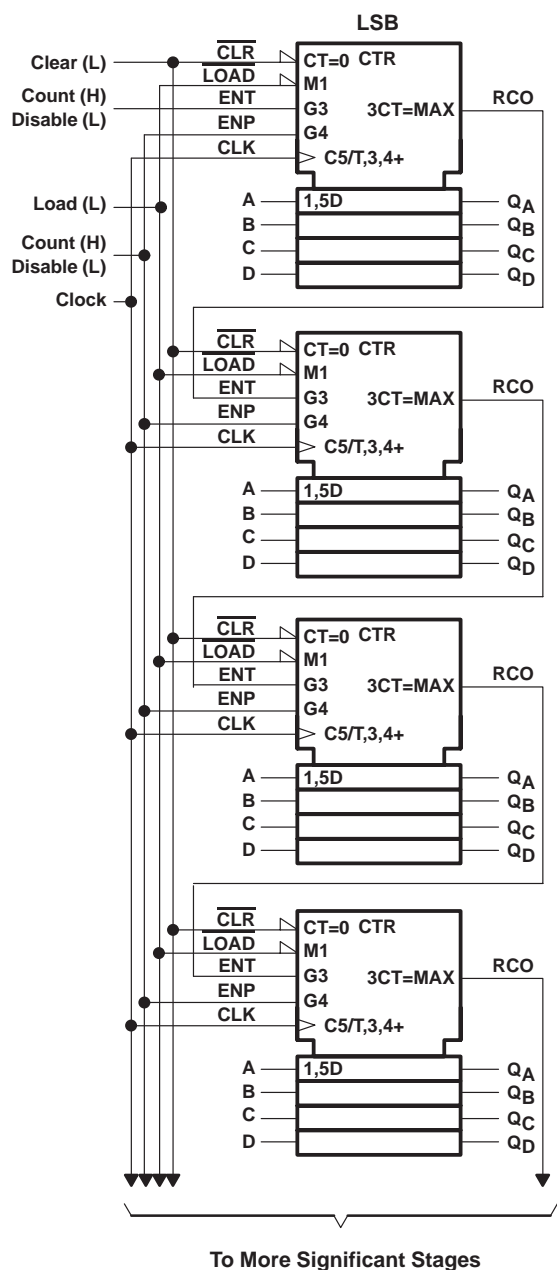 LSB
Clear (L)
Count (H)
Disable (L)
Load (L)
Count (H)
Disable (L)
Clock
CLR
LOAD
ENT
ENP
CLK
CT=0 CTR
M1
G3
3CT=MAX
G4
C5/T,3,4+
RCO
A
1,5D
QA
B
QB
C
QC
D
QD
CLR
LOAD
ENT
ENP
CLK
CT=0 CTR
M1
G3
3CT=MAX
G4
C5/T,3,4+
RCO
A
1,5D
QA
B
QB
C
QC
D
QD
CLR
LOAD
ENT
ENP
CLK
CT=0 CTR
M1
G3
3CT=MAX
G4
C5/T,3,4+
RCO
A
1,5D
QA
B
QB
C
QC
D
QD
CLR
LOAD
ENT
ENP
CLK
CT=0 CTR
M1
G3
3CT=MAX
G4
C5/T,3,4+
RCO
A
1,5D
QA
B
QB
C
QC
D
QD
To More Significant Stages